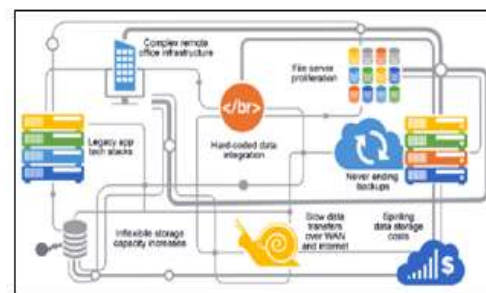 Complex remote
office infrastructure
File server
proliferation
</br>
Legacy app
tech stacks
Hard-coded data
integration
Never ending
backups
Inflexible storage
capacity increases
Slow data
transfers
over WAN
and internet
Spiraling
data storage
costs
$